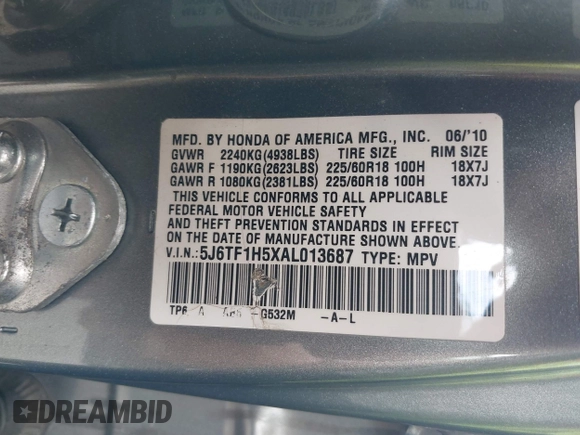 MFD. BY HONDA OF AMERICA MFG., INC. 06/'10
GVWR 2240KG(4938LBS) TIRE SIZE RIM SIZE
GAWR F 1190KG(2623LBS) 225/60R18 100H 18X7J
GAWR R 1080KG(2381LBS) 225/60R18 100H 18X7J
THIS VEHICLE CONFORMS TO ALL APPLICABLE
FEDERAL MOTOR VEHICLE SAFETY
AND THEFT PREVENTION STANDARDS IN EFFECT
ON THE DATE OF MANUFACTURE SHOWN ABOVE.
V.I.N.: 5J6TF1H5XAL013687 TYPE: MPV
TP6 A -G532M -A-L
DREAMBID